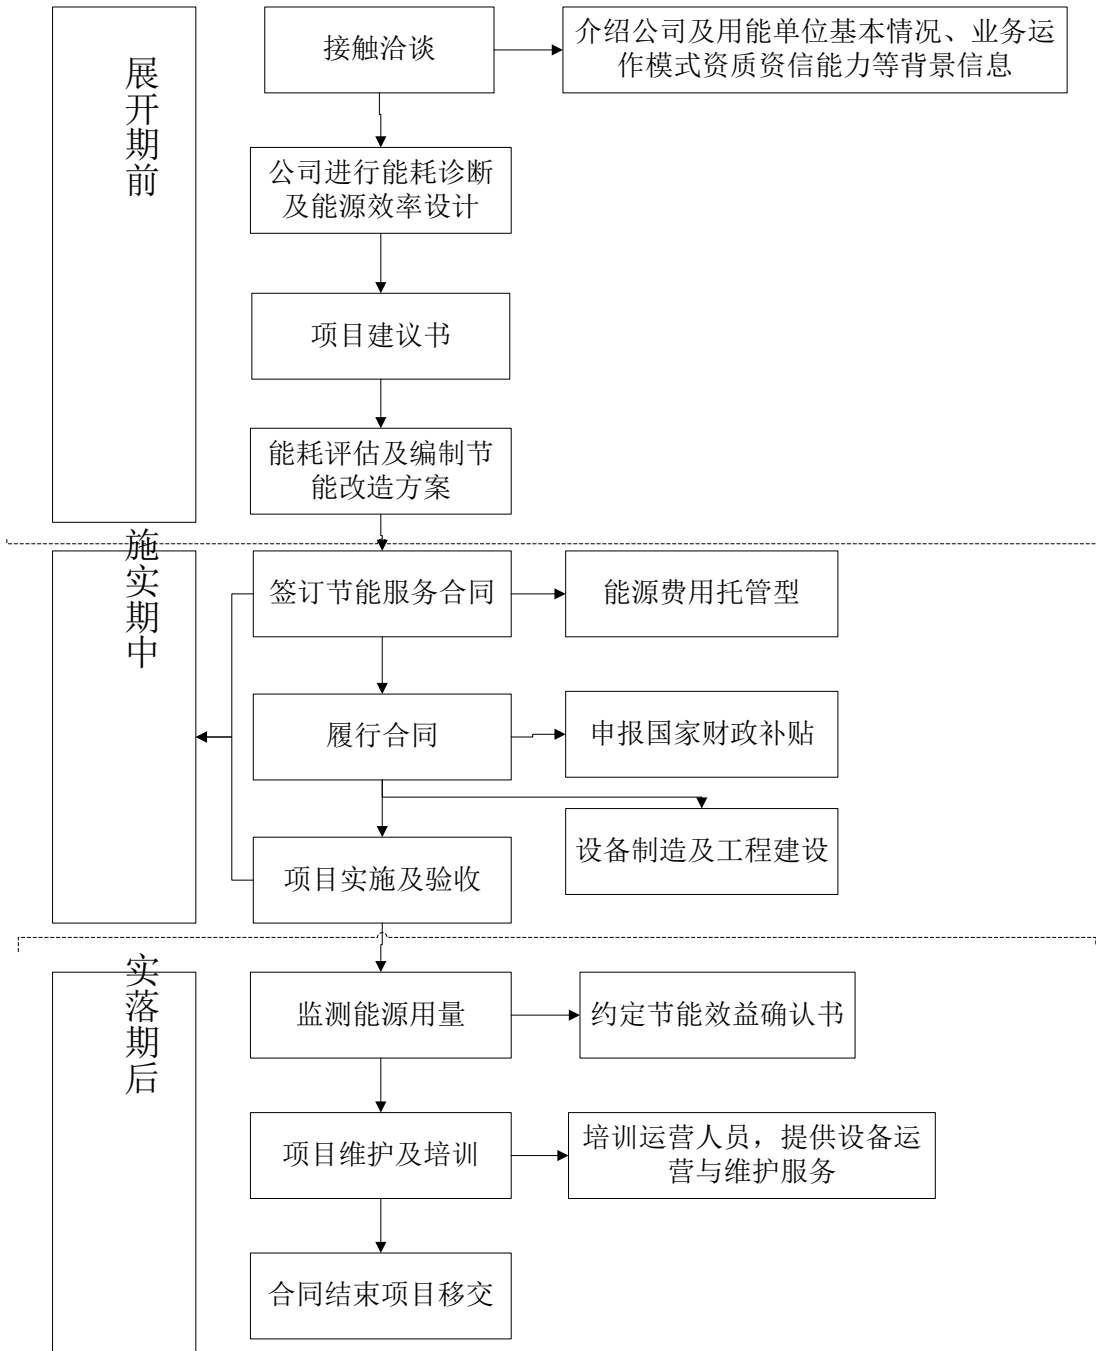 展开期前
接触洽谈
介绍公司及用能单位基本情况、业务运
作模式资质资信能力等背景信息
公司进行能耗诊断
及能源效率设计
项目建议书
能耗评估及编制节
能改造方案
施实期中
签订节能服务合同
能源费用托管型
履行合同
申报国家财政补贴
设备制造及工程建设
项目实施及验收
实落期后
监测能源用量
约定节能效益确认书
项目维护及培训
培训运营人员，提供设备运
营与维护服务
合同结束项目移交